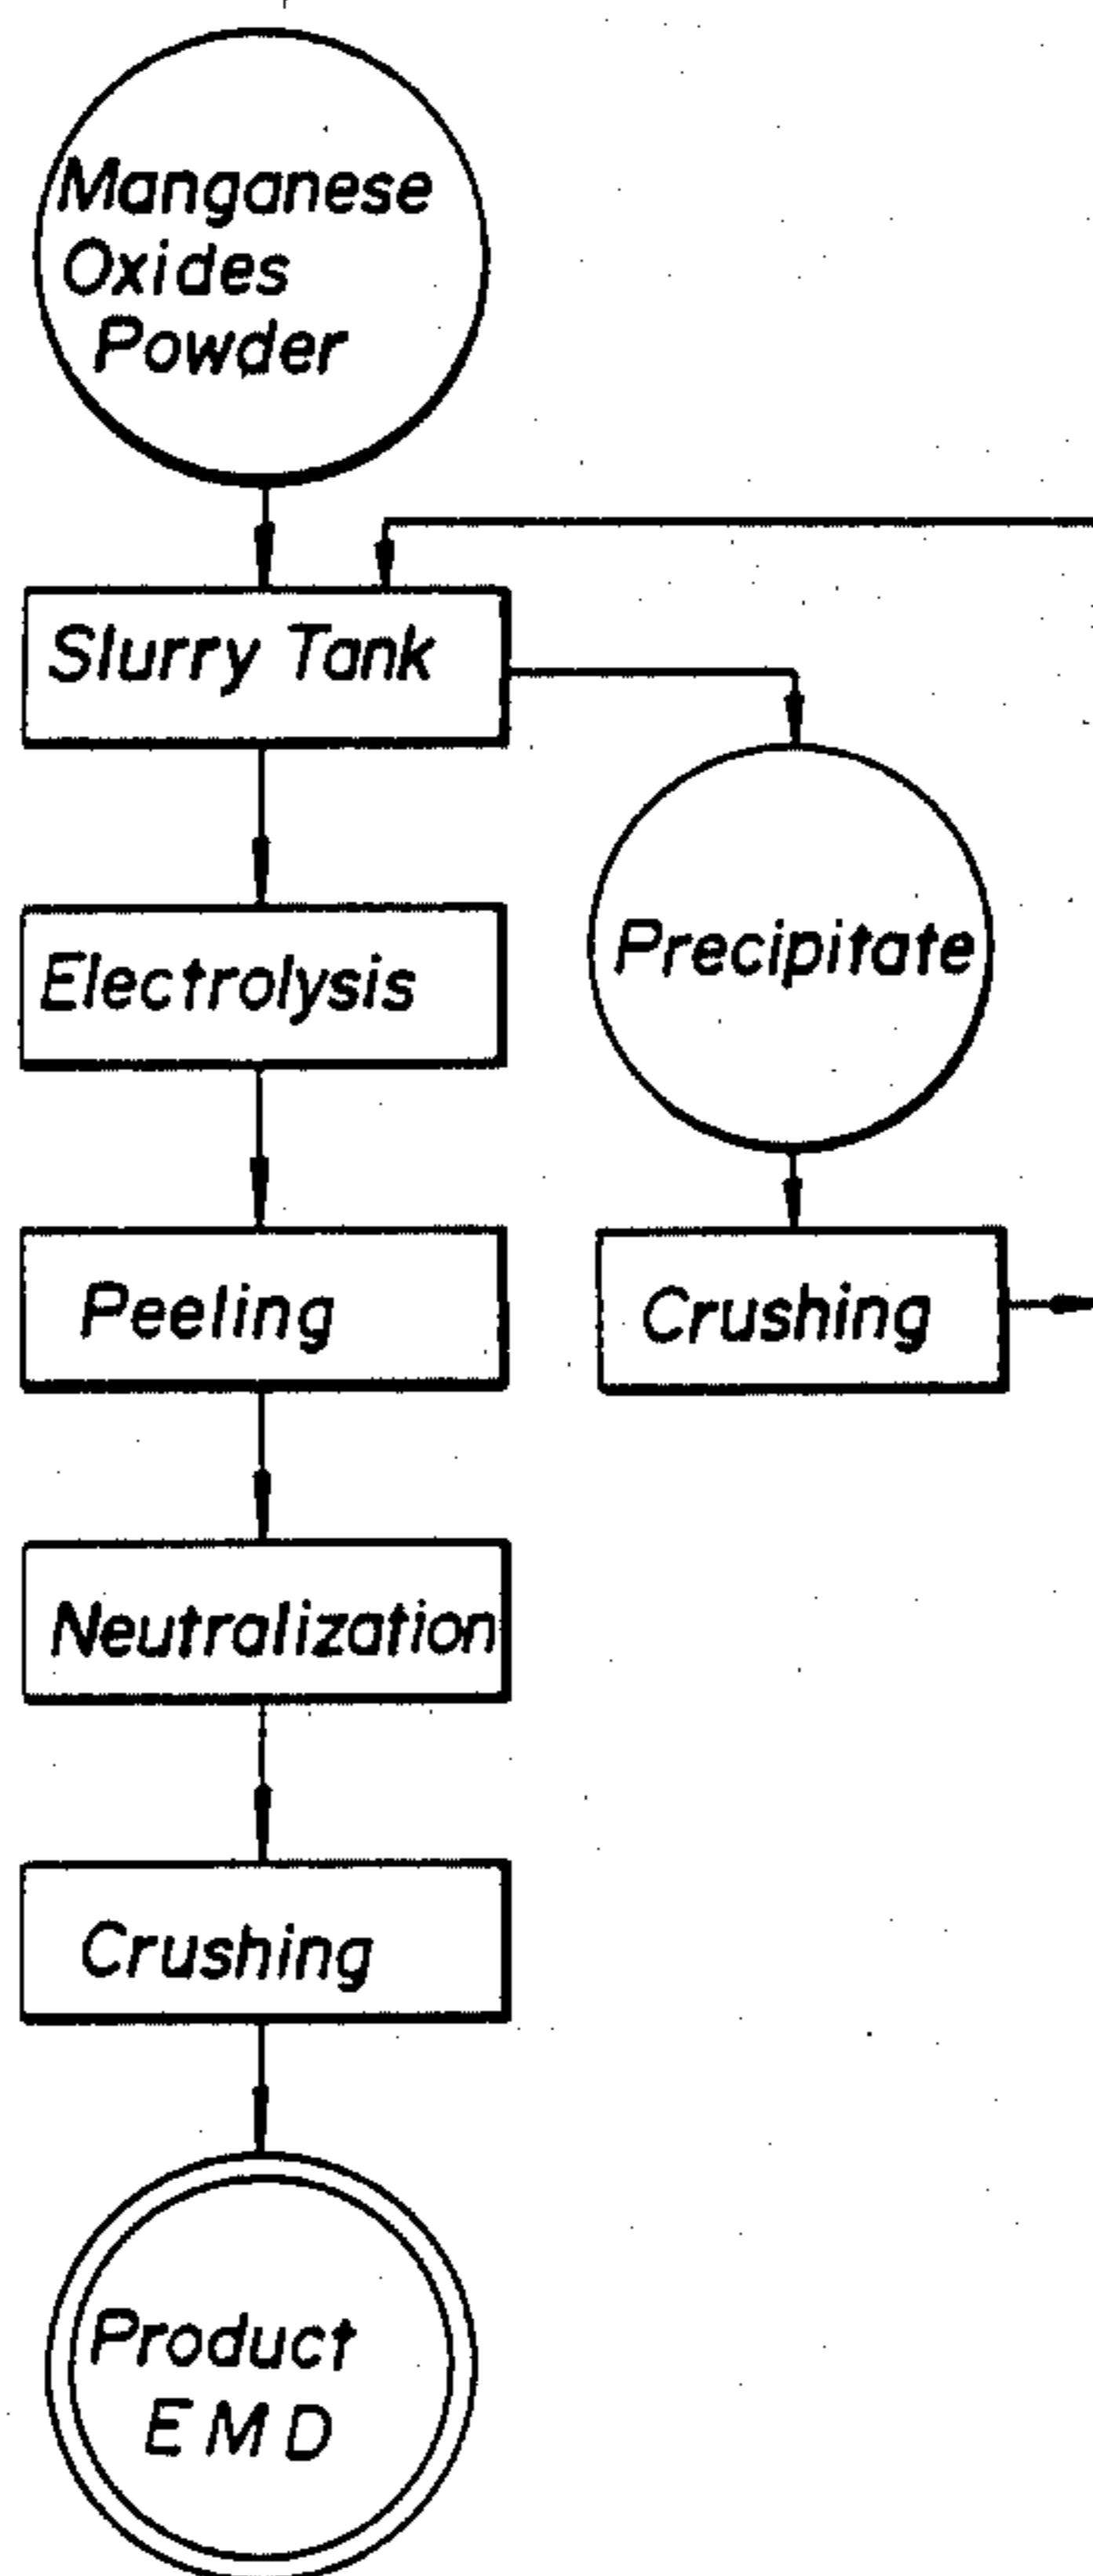 Manganese
Oxides
Powder
Slurry Tank
Electrolysis
Precipitate
Peeling
Crushing
Neutralization
Crushing
Product
EMD